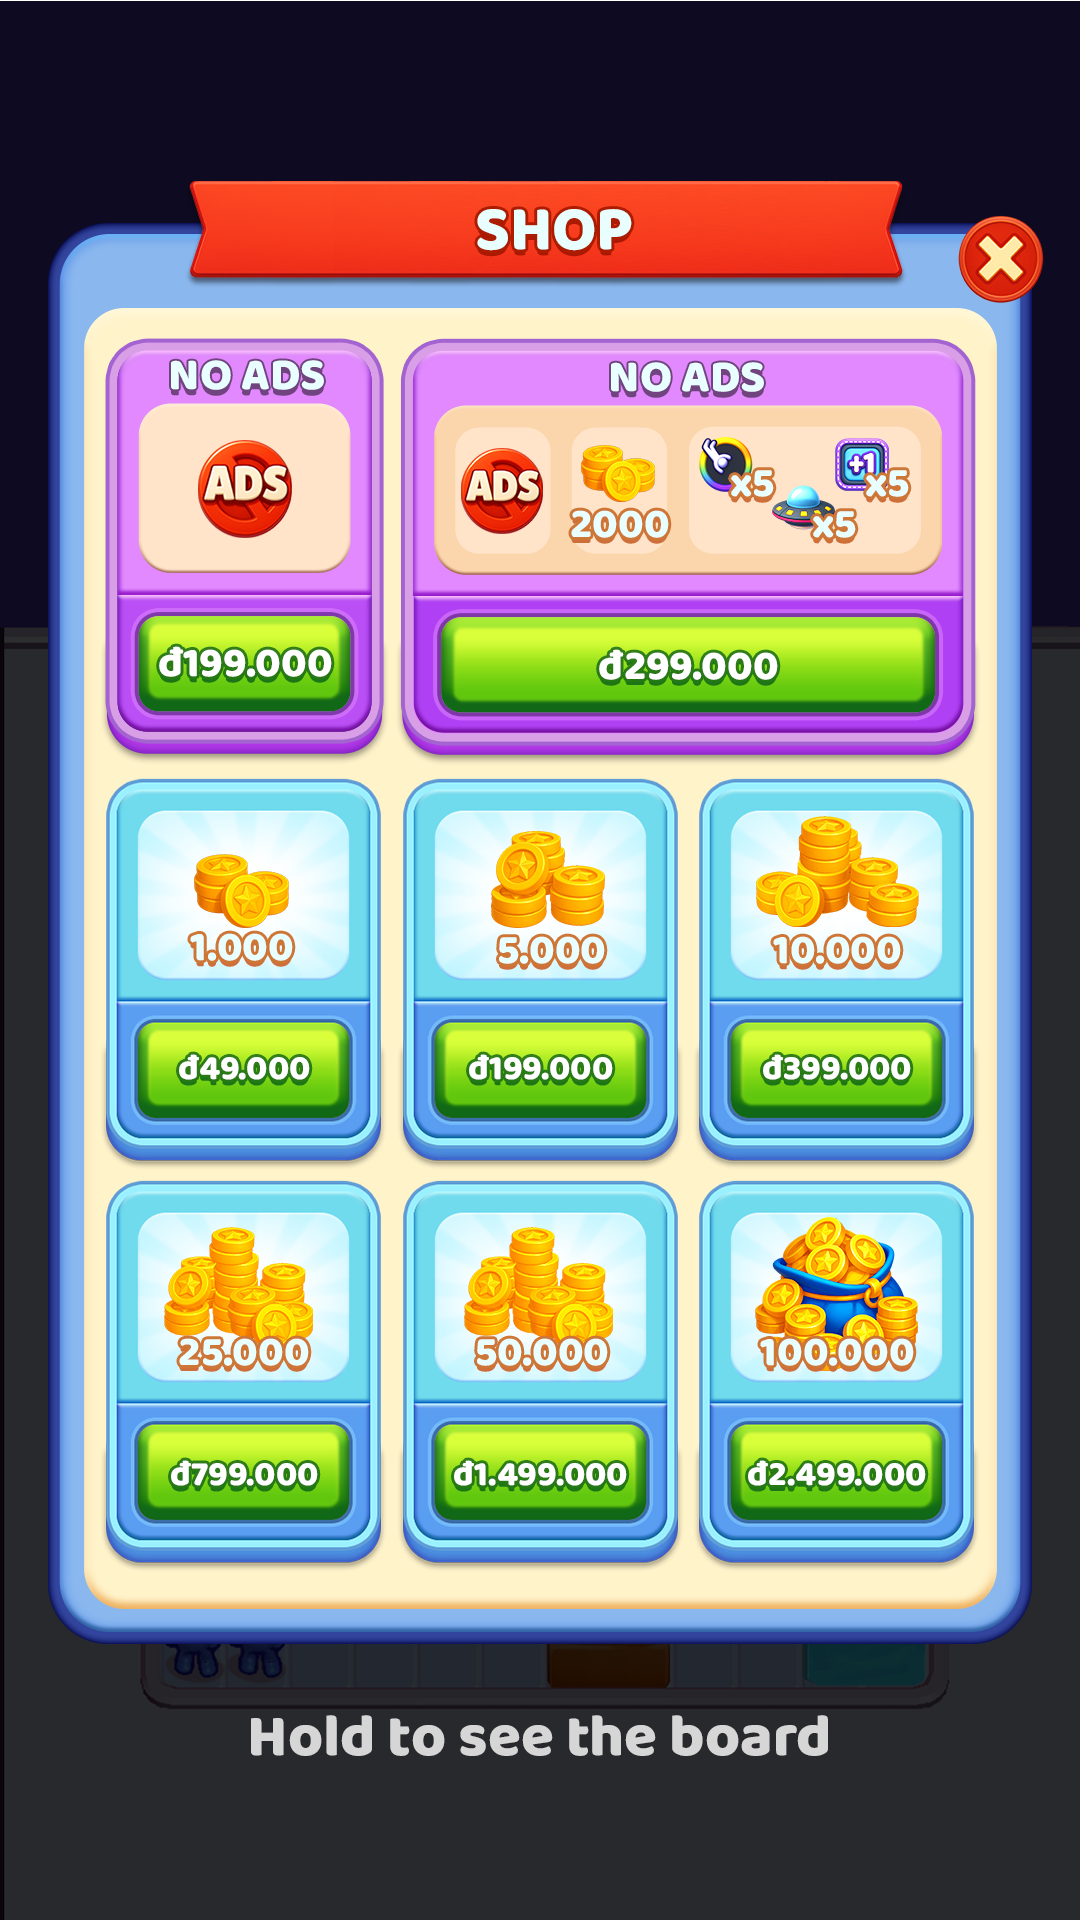 SHOP
NO ADS
NO ADS
ADS
ADS
2000
x5
x5
+1
x5
đ199.000
đ299.000
1.000
5.000
10.000
đ49.000
đ199.000
đ399.000
25.000
50.000
100.000
đ799.000
đ1.499.000
đ2.499.000
Hold to see the board